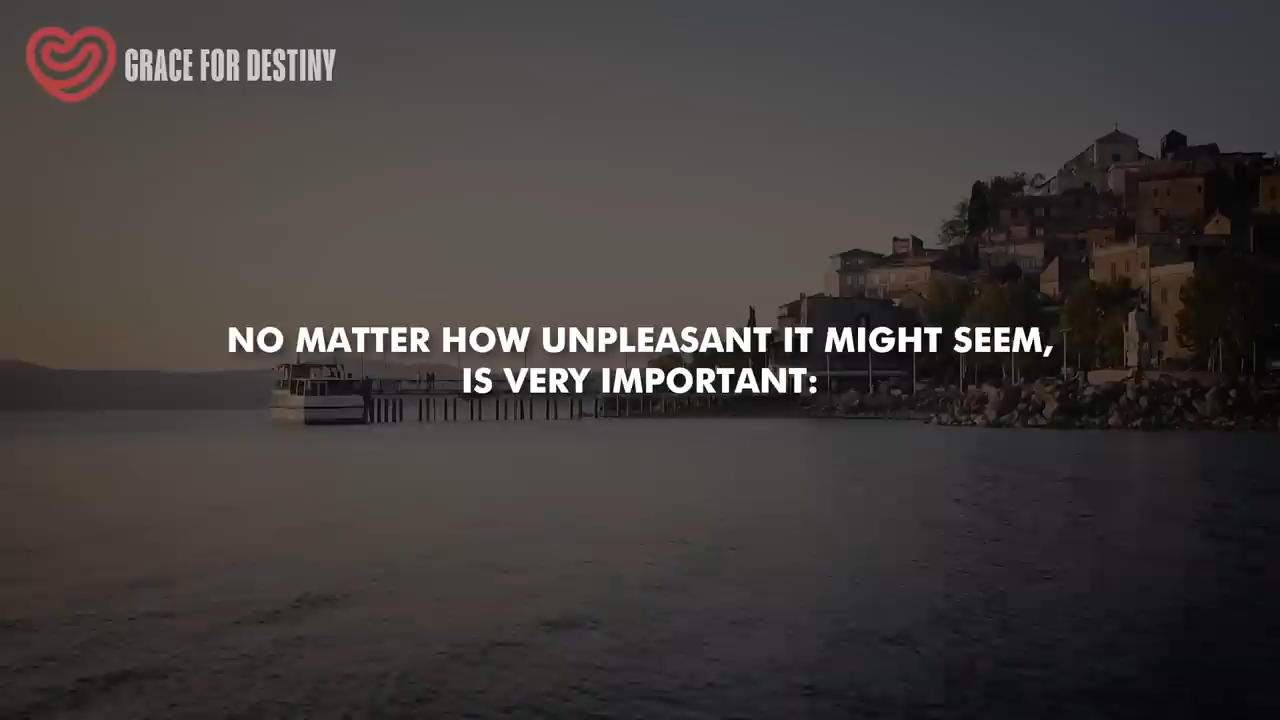 GRACE FOR DESTINY
NO MATTER HOW UNPLEASANT IT MIGHT SEEM,
IS VERY IMPORTANT: